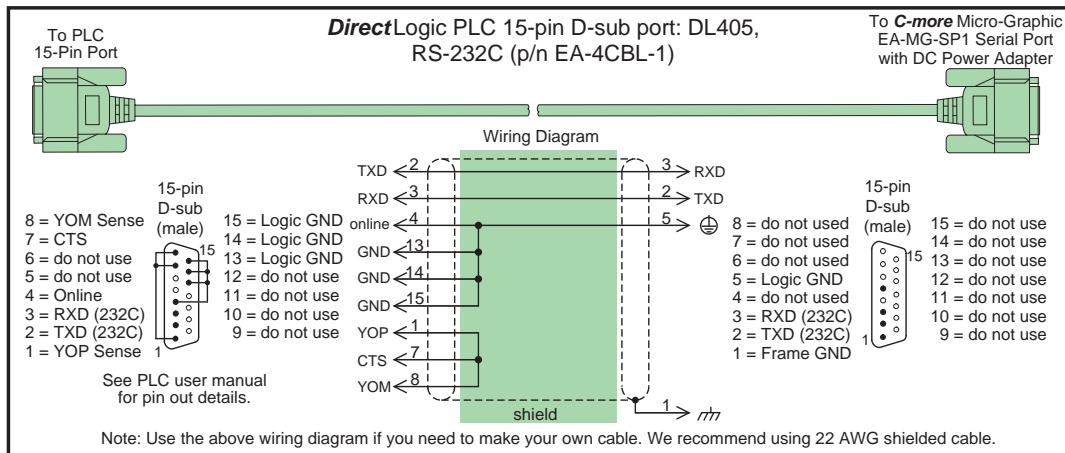 DirectLogic PLC 15-pin D-sub port: DL405,
RS-232C (p/n EA-4CBL-1)
To PLC
15-Pin Port
To C-more Micro-Graphic
EA-MG-SP1 Serial Port
with DC Power Adapter
Wiring Diagram
TXD 2 3 RXD
RXD 3 2 TXD
online 4 5
GND 13
GND 14
GND 15
YOP 1
CTS 7
YOM 8
1
shield
15-pin
D-sub
(male)
15
1
8 = YOM Sense
7 = CTS
6 = do not use
5 = do not use
4 = Online
3 = RXD (232C)
2 = TXD (232C)
1 = YOP Sense
15 = Logic GND
14 = Logic GND
13 = Logic GND
12 = do not use
11 = do not use
10 = do not use
9 = do not use
See PLC user manual
for pin out details.
15-pin
D-sub
(male)
15
1
8 = do not used
7 = do not used
6 = do not used
5 = Logic GND
4 = do not used
3 = RXD (232C)
2 = TXD (232C)
1 = Frame GND
15 = do not use
14 = do not use
13 = do not use
12 = do not use
11 = do not use
10 = do not use
9 = do not use
Note: Use the above wiring diagram if you need to make your own cable. We recommend using 22 AWG shielded cable.